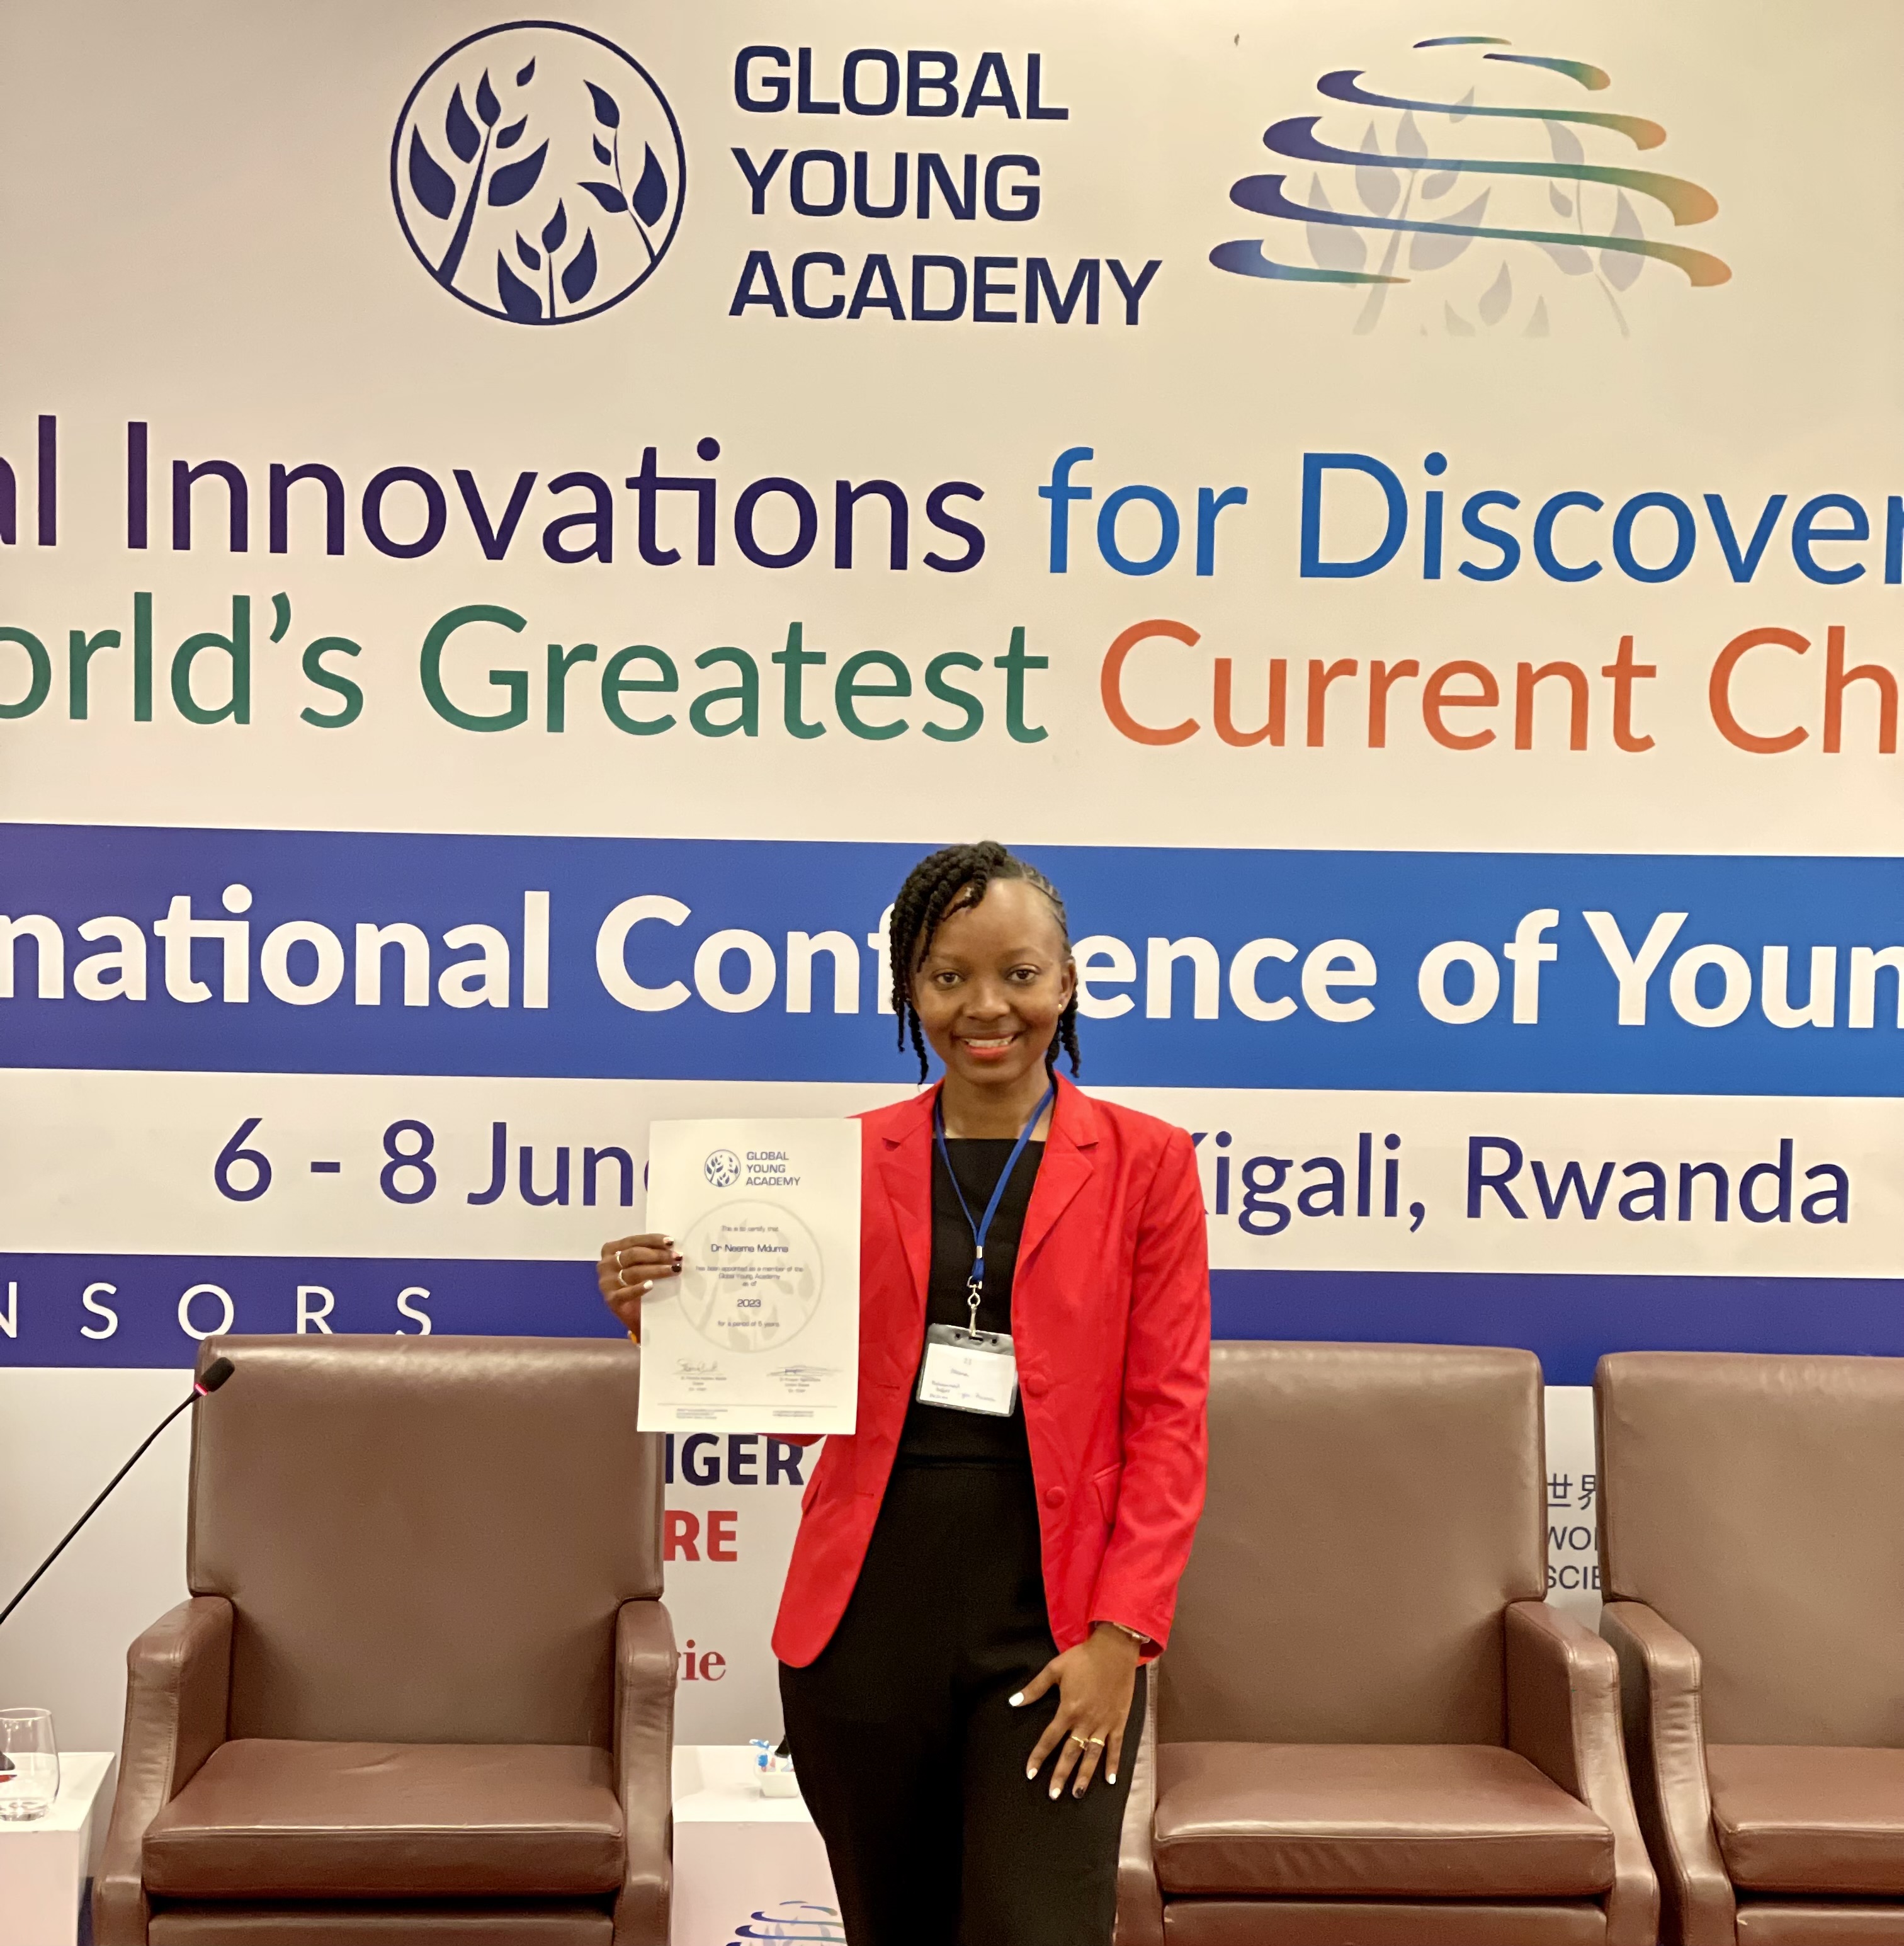 GLOBAL
YOUNG
ACADEMY
al Innovations for Discover
orld's Greatest Current Ch
national Conf ence of Youn
6 - 8 Jun igali, Rwanda
NSORS
GLOBAL
YOUNG
ACADEMY
This is to certify that
Dr Neema Mduma
has been appointed as a member of the
Global Young Academy
as of
2023
for a period of 5 years
IGER
RE
gie
世界
WO
SCIE